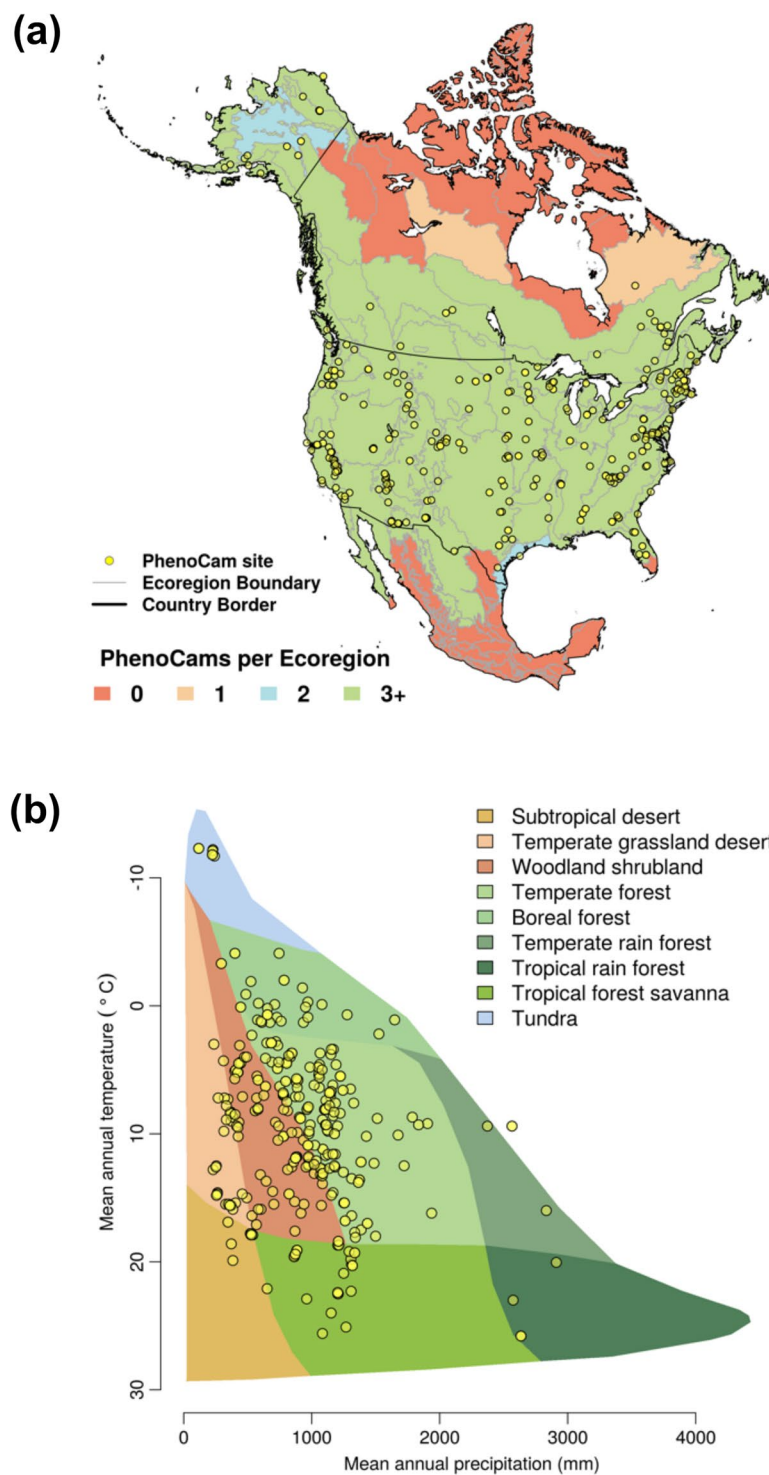 (a)
PhenoCam site
Ecoregion Boundary
Country Border
PhenoCams per Ecoregion
0 1 2 3+
(b)
Subtropical desert
Temperate grassland desert
Woodland shrubland
Temperate forest
Boreal forest
Temperate rain forest
Tropical rain forest
Tropical forest savanna
Tundra
Mean annual temperature (°C)
-10
0
10
20
30
0 1000 2000 3000 4000
Mean annual precipitation (mm)